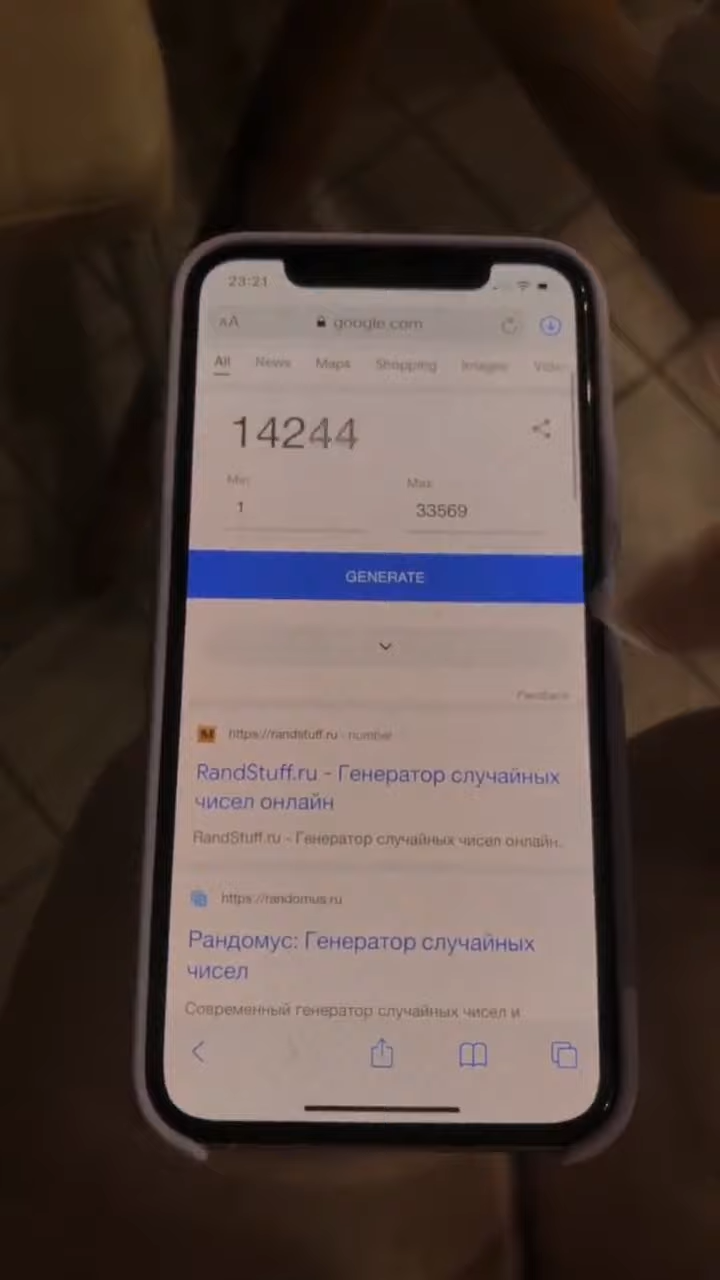 23:21
AA google.com
All News Maps Shopping Images
14244
Min Max
1 33569
GENERATE
Feedback
https://randstuff.ru › number
RandStuff.ru - Генератор случайных
чисел онлайн
RandStuff.ru - Генератор случайных чисел онлайн.
https://randomus.ru
Рандомус: Генератор случайных
чисел
Современный генератор случайных чисел и